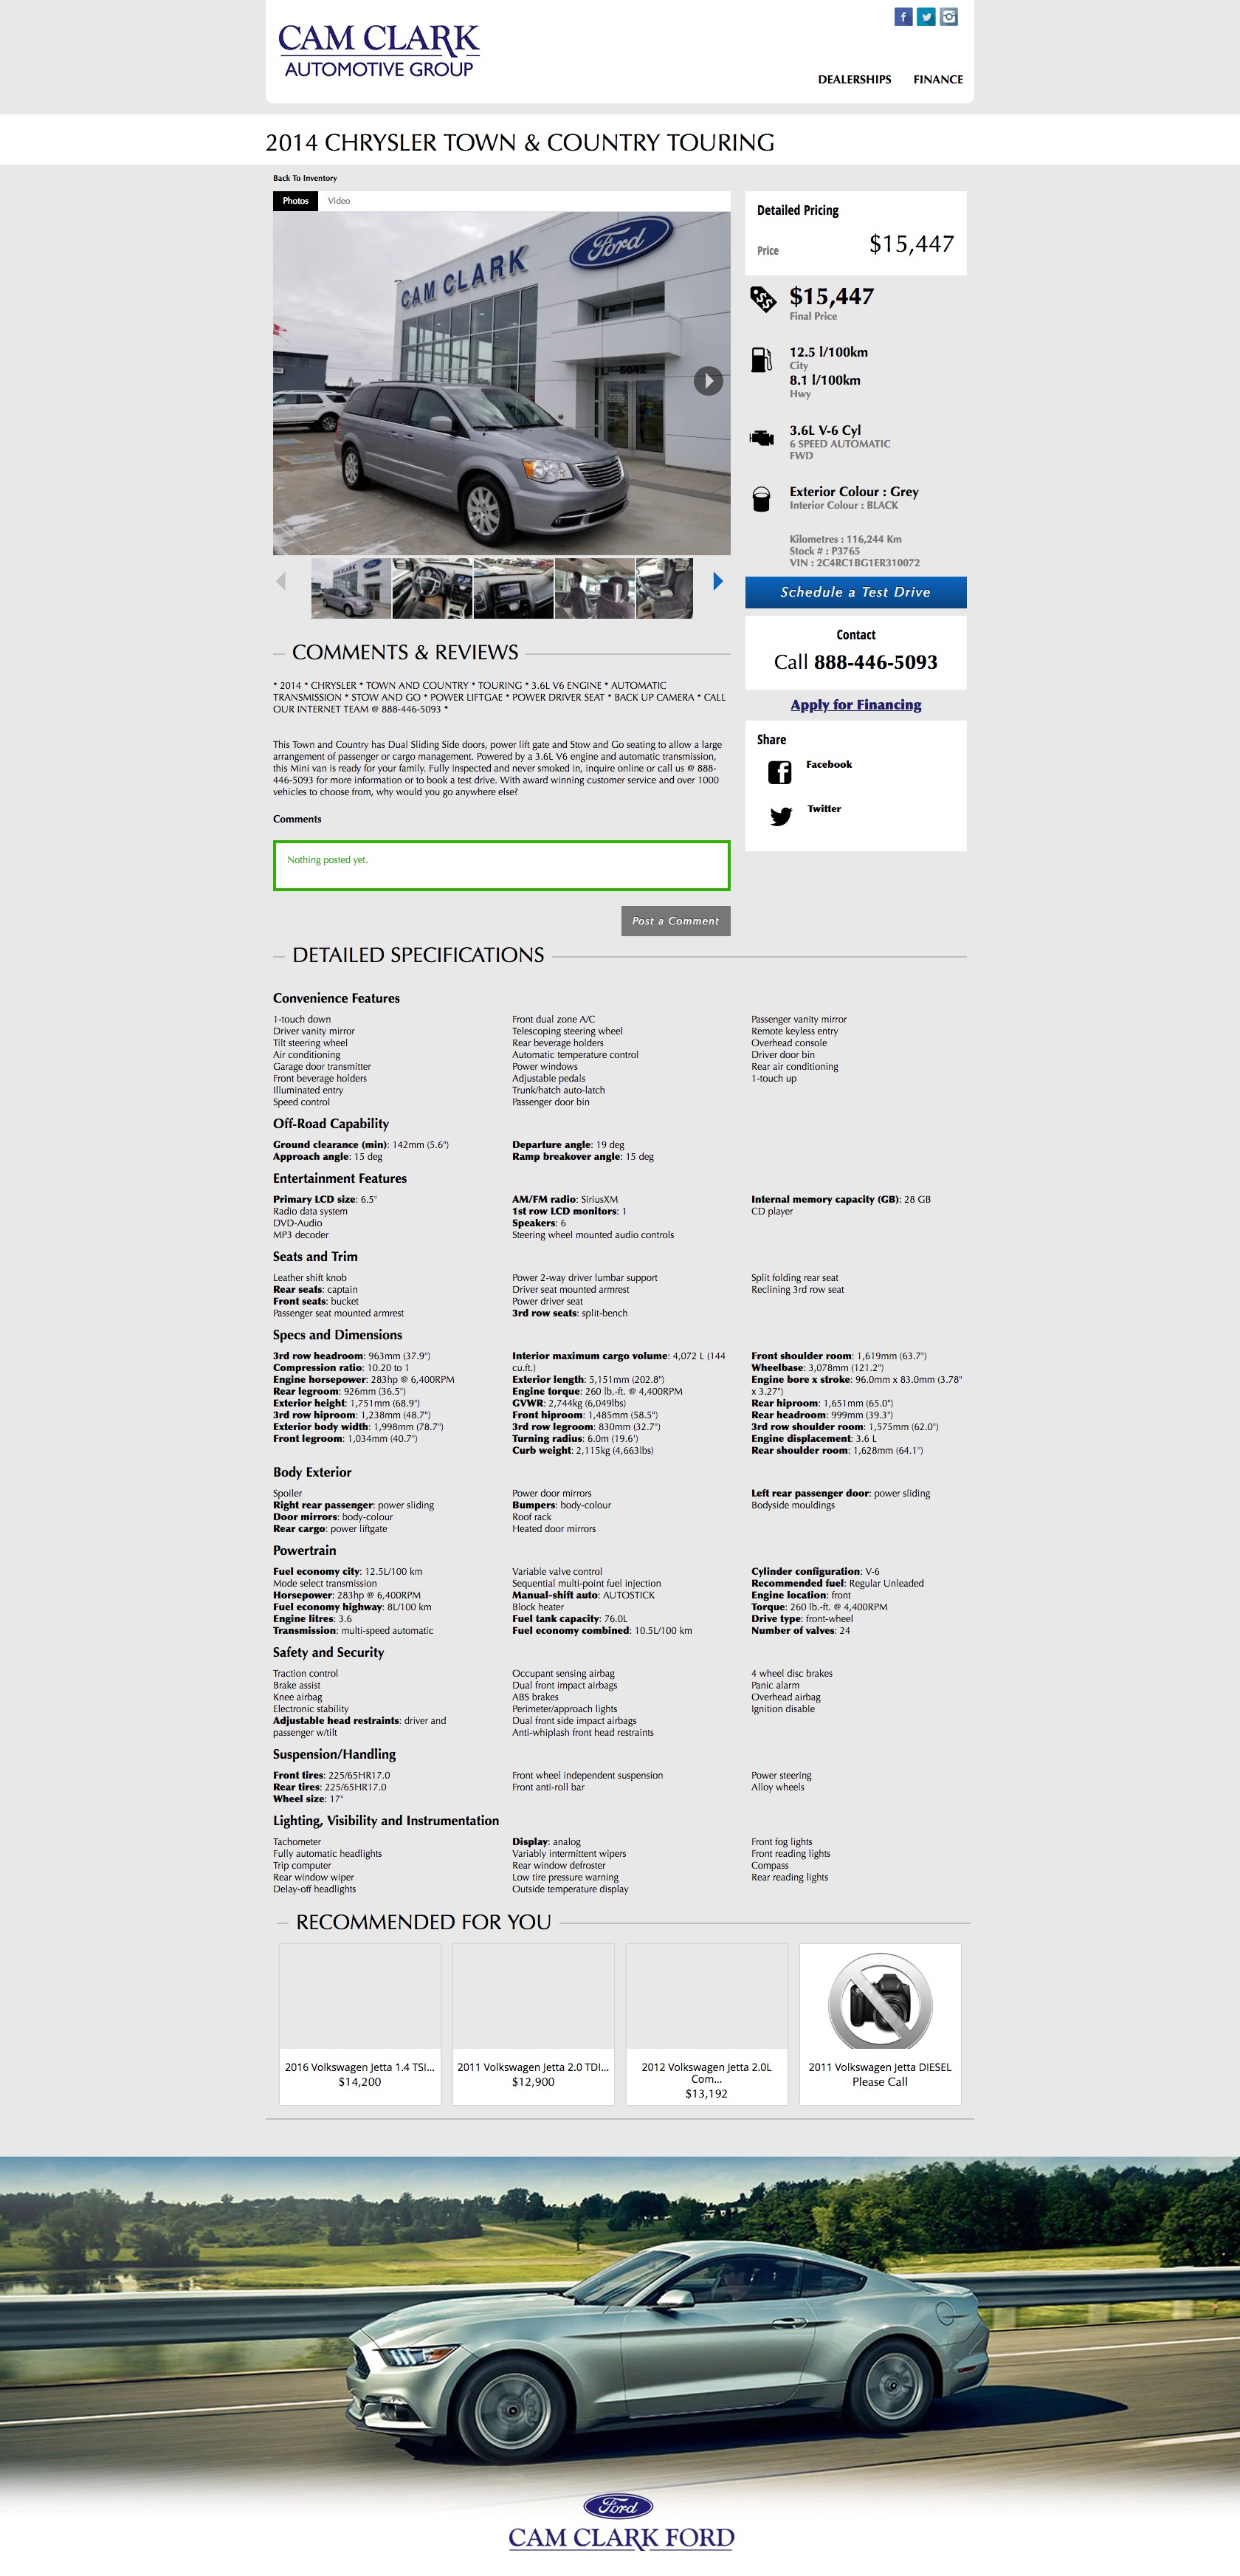 CAM CLARK
AUTOMOTIVE GROUP
DEALERSHIPS FINANCE
2014 CHRYSLER TOWN & COUNTRY TOURING
Back To Inventory
Photos Video
CAM CLARK
Ford
5042
Detailed Pricing
Price $15,447
$15,447
Final Price
12.5 l/100km
City
8.1 l/100km
Hwy
3.6L V-6 Cyl
6 SPEED AUTOMATIC
FWD
Exterior Colour : Grey
Interior Colour : BLACK
Kilometres : 116,244 Km
Stock # : P3765
VIN : 2C4RC1BG1ER310072
Schedule a Test Drive
Contact
Call 888-446-5093
Apply for Financing
Share
Facebook
Twitter
COMMENTS & REVIEWS
* 2014 * CHRYSLER * TOWN AND COUNTRY * TOURING * 3.6L V6 ENGINE * AUTOMATIC
TRANSMISSION * STOW AND GO * POWER LIFTGAE * POWER DRIVER SEAT * BACK UP CAMERA * CALL
OUR INTERNET TEAM @ 888-446-5093 *
This Town and Country has Dual Sliding Side doors, power lift gate and Stow and Go seating to allow a large
arrangement of passenger or cargo management. Powered by a 3.6L V6 engine and automatic transmission,
this Mini van is ready for your family. Fully inspected and never smoked in, inquire online or call us @ 888-
446-5093 for more information or to book a test drive. With award winning customer service and over 1000
vehicles to choose from, why would you go anywhere else?
Comments
Nothing posted yet.
Post a Comment
DETAILED SPECIFICATIONS
Convenience Features
1-touch down
Driver vanity mirror
Tilt steering wheel
Air conditioning
Garage door transmitter
Front beverage holders
Illuminated entry
Speed control
Front dual zone A/C
Telescoping steering wheel
Rear beverage holders
Automatic temperature control
Power windows
Adjustable pedals
Trunk/hatch auto-latch
Passenger door bin
Passenger vanity mirror
Remote keyless entry
Overhead console
Driver door bin
Rear air conditioning
1-touch up
Off-Road Capability
Ground clearance (min): 142mm (5.6")
Approach angle: 15 deg
Departure angle: 19 deg
Ramp breakover angle: 15 deg
Entertainment Features
Primary LCD size: 6.5"
Radio data system
DVD-Audio
MP3 decoder
AM/FM radio: SiriusXM
1st row LCD monitors: 1
Speakers: 6
Steering wheel mounted audio controls
Internal memory capacity (GB): 28 GB
CD player
Seats and Trim
Leather shift knob
Rear seats: captain
Front seats: bucket
Passenger seat mounted armrest
Power 2-way driver lumbar support
Driver seat mounted armrest
Power driver seat
3rd row seats: split-bench
Split folding rear seat
Reclining 3rd row seat
Specs and Dimensions
3rd row headroom: 963mm (37.9")
Compression ratio: 10.20 to 1
Engine horsepower: 283hp @ 6,400RPM
Rear legroom: 926mm (36.5")
Exterior height: 1,751mm (68.9")
3rd row hiproom: 1,238mm (48.7")
Exterior body width: 1,998mm (78.7")
Front legroom: 1,034mm (40.7")
Interior maximum cargo volume: 4,072 L (144
cu.ft.)
Exterior length: 5,151mm (202.8")
Engine torque: 260 lb.-ft. @ 4,400RPM
GVWR: 2,744kg (6,049lbs)
Front hiproom: 1,485mm (58.5")
3rd row legroom: 830mm (32.7")
Turning radius: 6.0m (19.6')
Curb weight: 2,115kg (4,663lbs)
Front shoulder room: 1,619mm (63.7")
Wheelbase: 3,078mm (121.2")
Engine bore x stroke: 96.0mm x 83.0mm (3.78"
x 3.27")
Rear hiproom: 1,651mm (65.0")
Rear headroom: 999mm (39.3")
3rd row shoulder room: 1,575mm (62.0")
Engine displacement: 3.6 L
Rear shoulder room: 1,628mm (64.1")
Body Exterior
Spoiler
Right rear passenger: power sliding
Door mirrors: body-colour
Rear cargo: power liftgate
Power door mirrors
Bumpers: body-colour
Roof rack
Heated door mirrors
Left rear passenger door: power sliding
Bodyside mouldings
Powertrain
Fuel economy city: 12.5L/100 km
Mode select transmission
Horsepower: 283hp @ 6,400RPM
Fuel economy highway: 8L/100 km
Engine litres: 3.6
Transmission: multi-speed automatic
Variable valve control
Sequential multi-point fuel injection
Manual-shift auto: AUTOSTICK
Block heater
Fuel tank capacity: 76.0L
Fuel economy combined: 10.5L/100 km
Cylinder configuration: V-6
Recommended fuel: Regular Unleaded
Engine location: front
Torque: 260 lb.-ft. @ 4,400RPM
Drive type: front-wheel
Number of valves: 24
Safety and Security
Traction control
Brake assist
Knee airbag
Electronic stability
Adjustable head restraints: driver and
passenger w/tilt
Occupant sensing airbag
Dual front impact airbags
ABS brakes
Perimeter/approach lights
Dual front side impact airbags
Anti-whiplash front head restraints
4 wheel disc brakes
Panic alarm
Overhead airbag
Ignition disable
Suspension/Handling
Front tires: 225/65HR17.0
Rear tires: 225/65HR17.0
Wheel size: 17"
Front wheel independent suspension
Front anti-roll bar
Power steering
Alloy wheels
Lighting, Visibility and Instrumentation
Tachometer
Fully automatic headlights
Trip computer
Rear window wiper
Delay-off headlights
Display: analog
Variably intermittent wipers
Rear window defroster
Low tire pressure warning
Outside temperature display
Front fog lights
Front reading lights
Compass
Rear reading lights
RECOMMENDED FOR YOU
2016 Volkswagen Jetta 1.4 TSI...
$14,200
2011 Volkswagen Jetta 2.0 TDI...
$12,900
2012 Volkswagen Jetta 2.0L
Com...
$13,192
2011 Volkswagen Jetta DIESEL
Please Call
Ford
CAM CLARK FORD